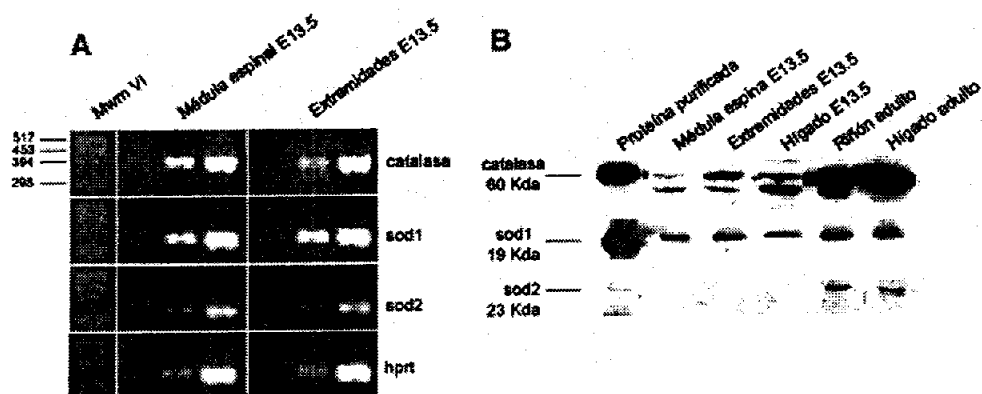 A
Mwm VI
Médula espinal E13.5
Extremidades E13.5
517
453
394
298
catalasa
sod1
sod2
hprt
B
Proteína purificada
Médula espina E13.5
Extremidades E13.5
Hígado E13.5
Riñón adulto
Hígado adulto
catalasa
60 Kda
sod1
19 Kda
sod2
23 Kda